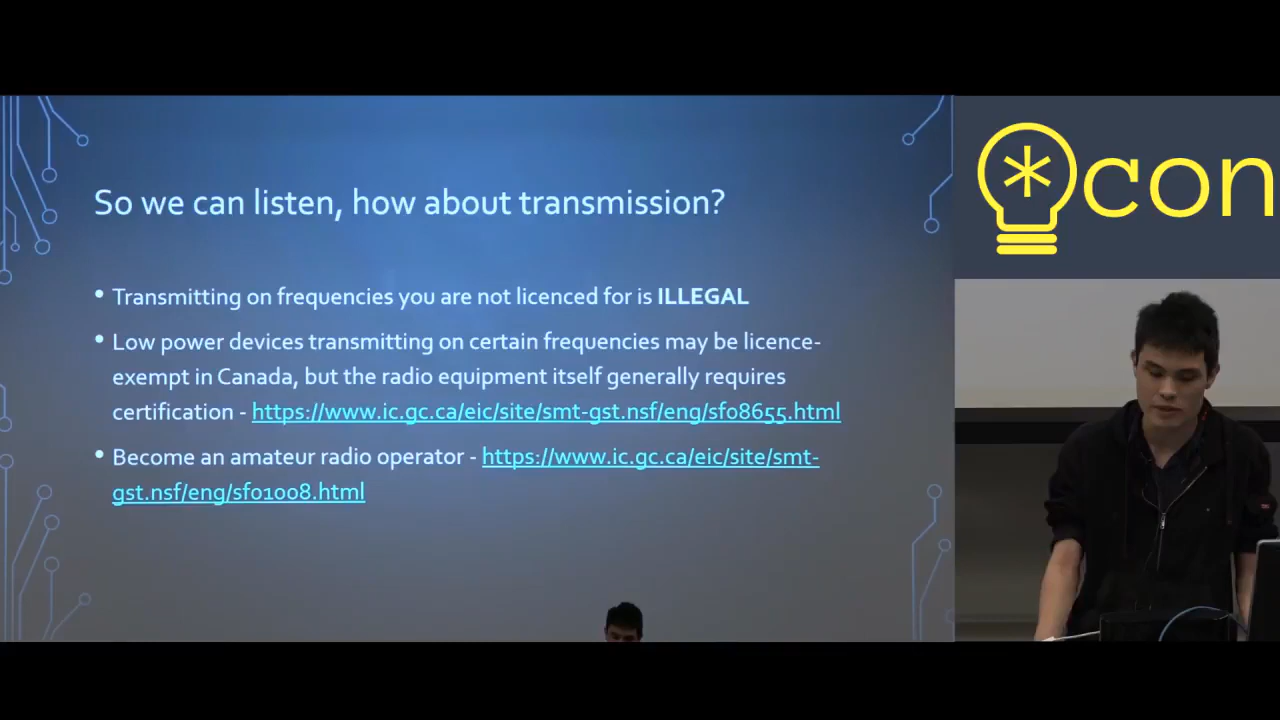 So we can listen, how about transmission?
• Transmitting on frequencies you are not licenced for is ILLEGAL
• Low power devices transmitting on certain frequencies may be licence-
exempt in Canada, but the radio equipment itself generally requires
certification - https://www.ic.gc.ca/eic/site/smt-gst.nsf/eng/sf08655.html
• Become an amateur radio operator - https://www.ic.gc.ca/eic/site/smt-
gst.nsf/eng/sf01008.html
*con